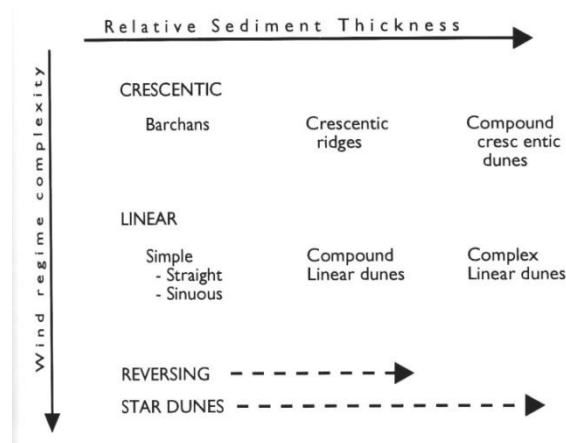 Relative Sediment Thickness
Wind regime complexity
CRESCENTIC
Barchans
Crescentic
ridges
Compound
cresc entic
dunes
LINEAR
Simple
- Straight
- Sinuous
Compound
Linear dunes
Complex
Linear dunes
REVERSING
STAR DUNES